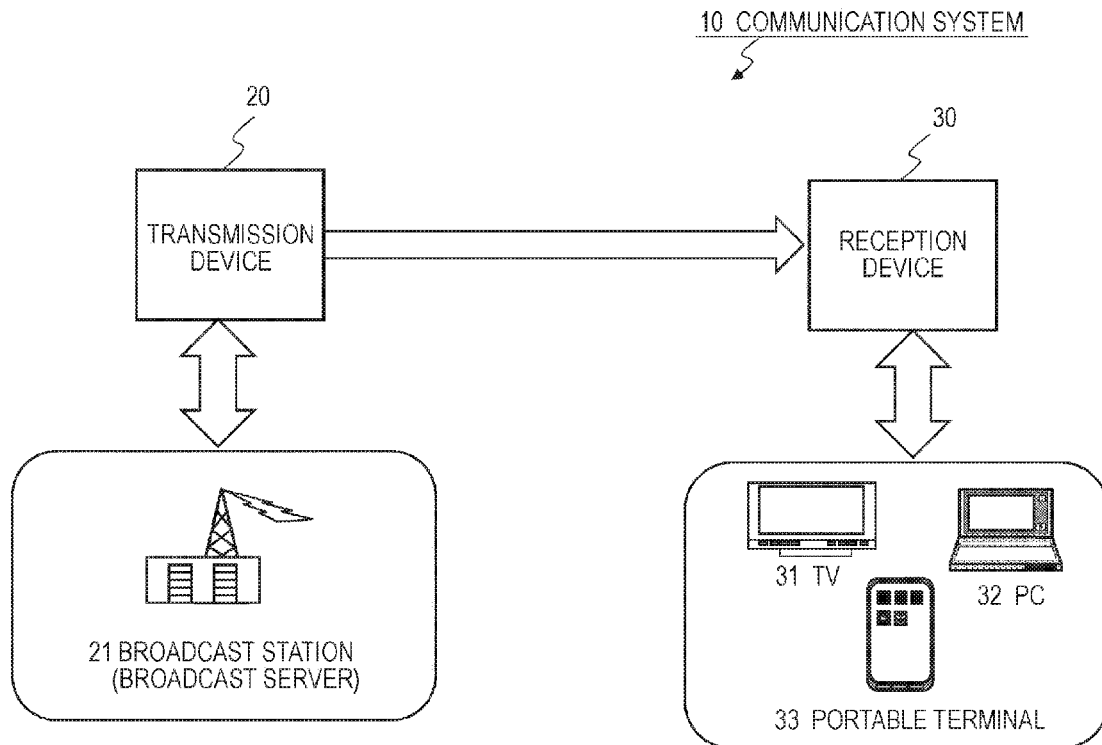 10 COMMUNICATION SYSTEM
20
30
TRANSMISSION
DEVICE
RECEPTION
DEVICE
31 TV
32 PC
21 BROADCAST STATION
(BROADCAST SERVER)
33 PORTABLE TERMINAL